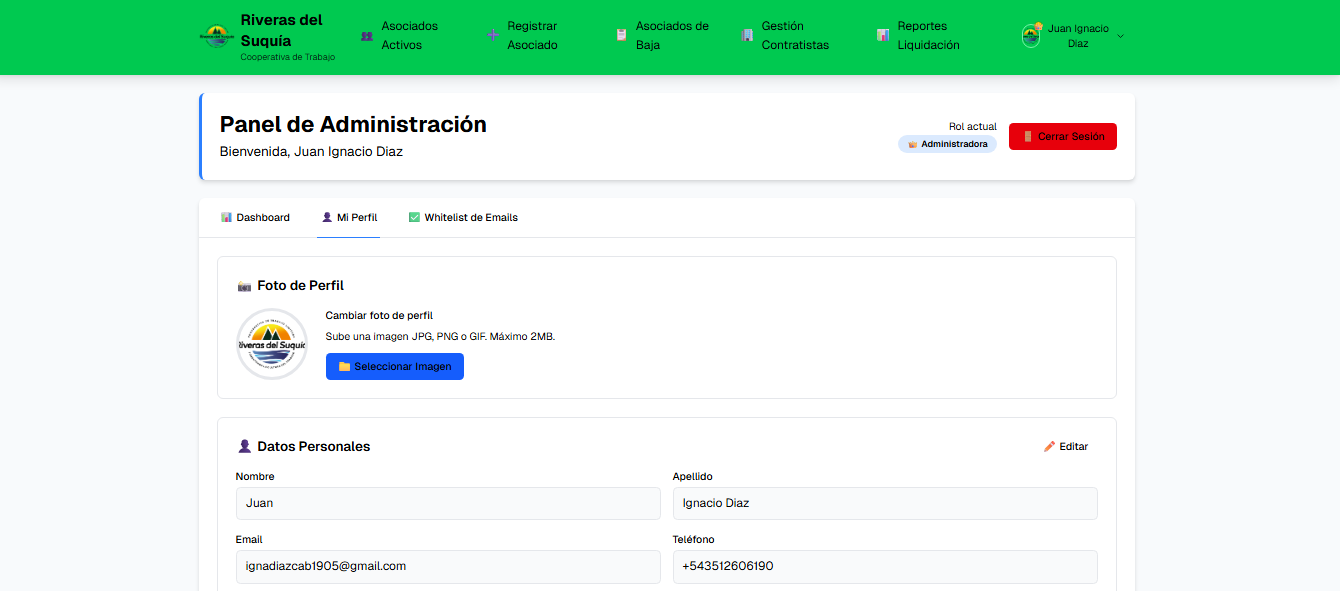 Riveras del
Suquía
Cooperativa de Trabajo
Asociados
Activos
Registrar
Asociado
Asociados de
Baja
Gestión
Contratistas
Reportes
Liquidación
Juan Ignacio
Diaz
Panel de Administración
Bienvenida, Juan Ignacio Diaz
Rol actual
Administradora
Cerrar Sesión
Dashboard
Mi Perfil
Whitelist de Emails
Foto de Perfil
Riveras del Suquía
Cambiar foto de perfil
Sube una imagen JPG, PNG o GIF. Máximo 2MB.
Seleccionar Imagen
Datos Personales
Editar
Nombre
Apellido
Juan
Ignacio Diaz
Email
Teléfono
ignadiazcab1905@gmail.com
+543512606190